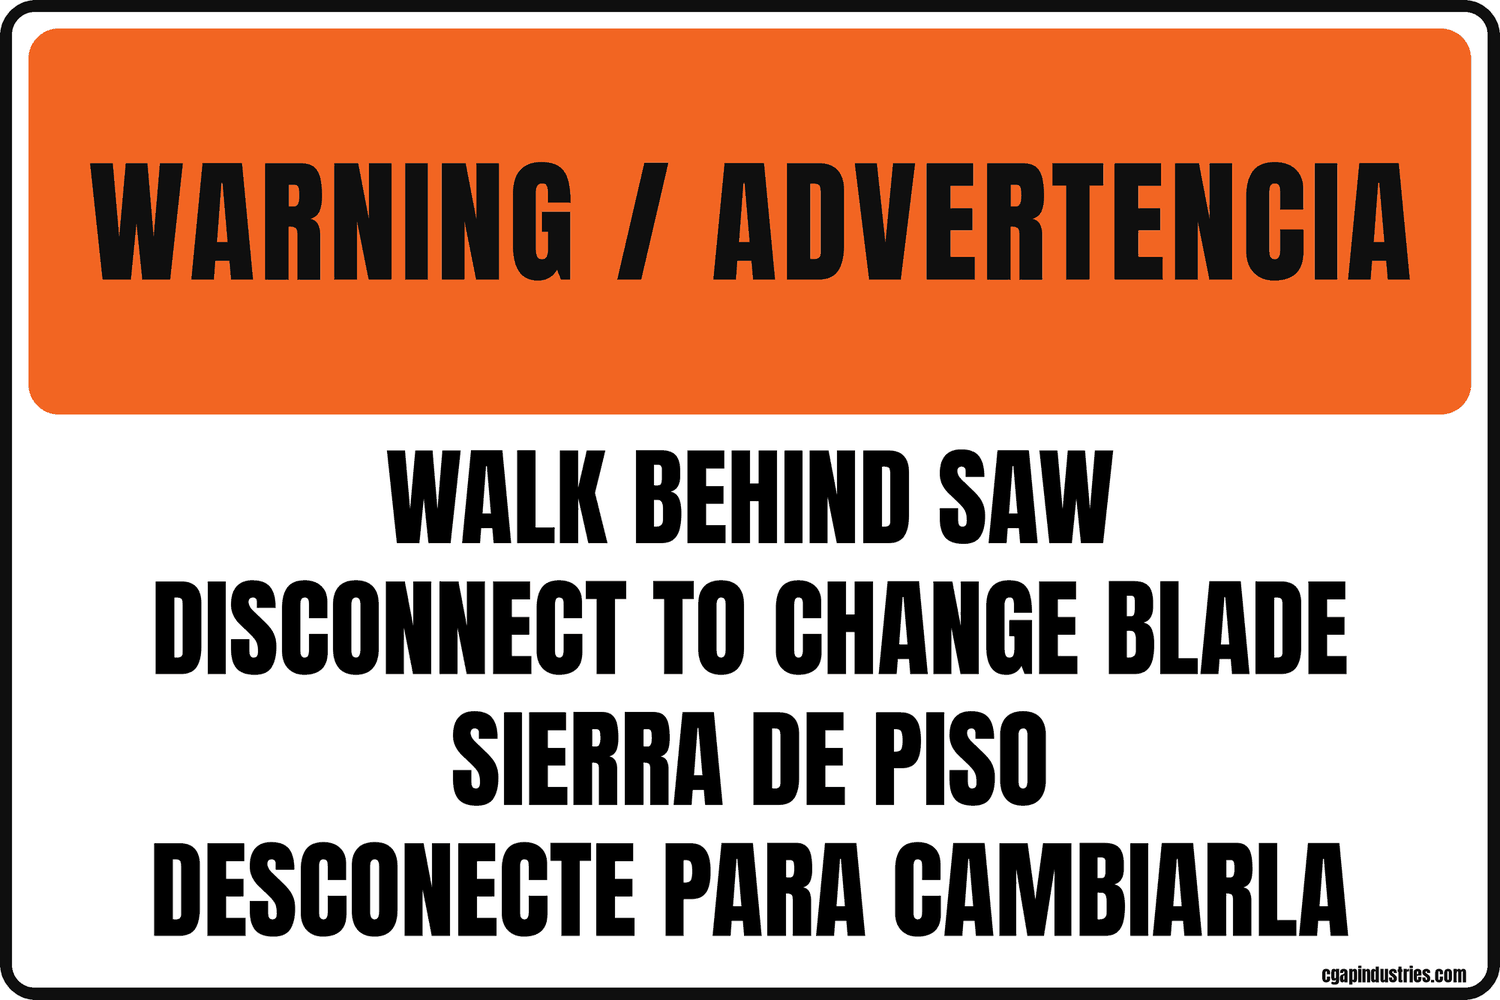 WARNING / ADVERTENCIA
WALK BEHIND SAW
DISCONNECT TO CHANGE BLADE
SIERRA DE PISO
DESCONECTE PARA CAMBIARLA
cgapindustries.com